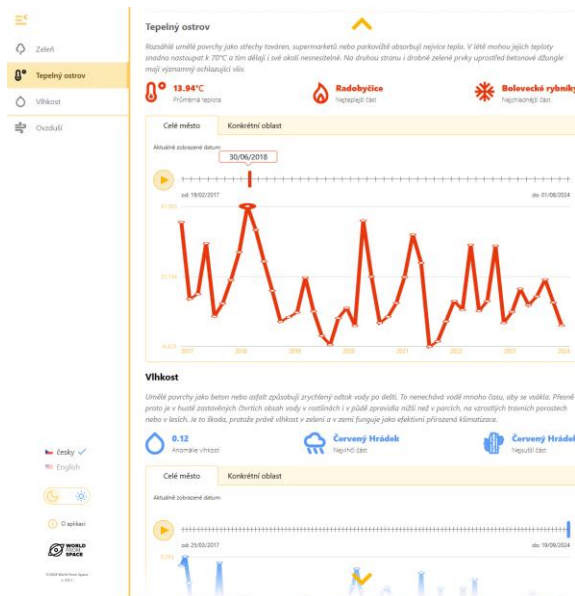 Zeleň
Tepelný ostrov
Vlhkost
Ovzduší
česky
English
O aplikaci
WORLD
FROM
SPACE
Tepelný ostrov
Rozsáhlé umělé povrchy jako střechy továren, supermarketů nebo parkoviště absorbují nejvíce tepla. V létě mohou jejich teploty
snadno nastoupat k 70°C a tím dělají i své okolí nesnesitelné. Na druhou stranu i drobné zelené prvky uprostřed betonové džungle
mají významný ochlazující vliv.
13.94°C
Průměrná teplota
Radobyčice
Nejteplejší část
Bolevecké rybníky
Nejchladnější část
Celé město
Konkrétní oblast
Aktuálně zobrazené datum:
30/06/2018
od: 19/02/2017
do: 01/08/2024
2017 2018 2019 2020 2021 2022 2023 2024
Vlhkost
Umělé povrchy jako beton nebo asfalt způsobují zrychlený odtok vody po dešti. To nenechává vodě mnoho času, aby se vsákla. Přesně
proto je v hustě zastavěných čtvrtích obsah vody v rostlinách i v půdě zpravidla nižší než v parcích, na vzrostlých travních porostech
nebo v lesích. Je to škoda, protože právě vlhkost v zeleni a v zemi funguje jako efektivní přirozená klimatizace.
0.12
Anomálie vlhkosti
Červený Hrádek
Nejvlhčí část
Červený Hrádek
Nejsušší část
Celé město
Konkrétní oblast
Aktuálně zobrazené datum:
od: 25/03/2017
do: 19/09/2024